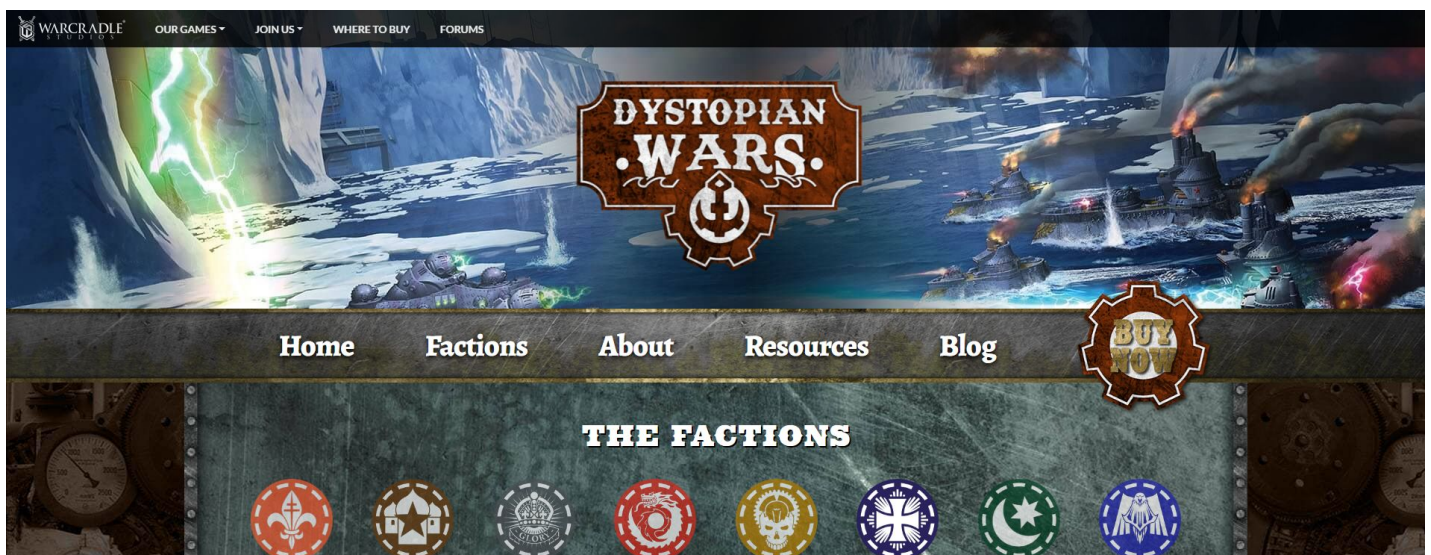 WARCRADLE
STUDIOS
OUR GAMES
JOIN US
WHERE TO BUY
FORUMS
DYSTOPIAN
WARS
Home
Factions
About
Resources
Blog
BUY
NOW
THE FACTIONS
GLORY